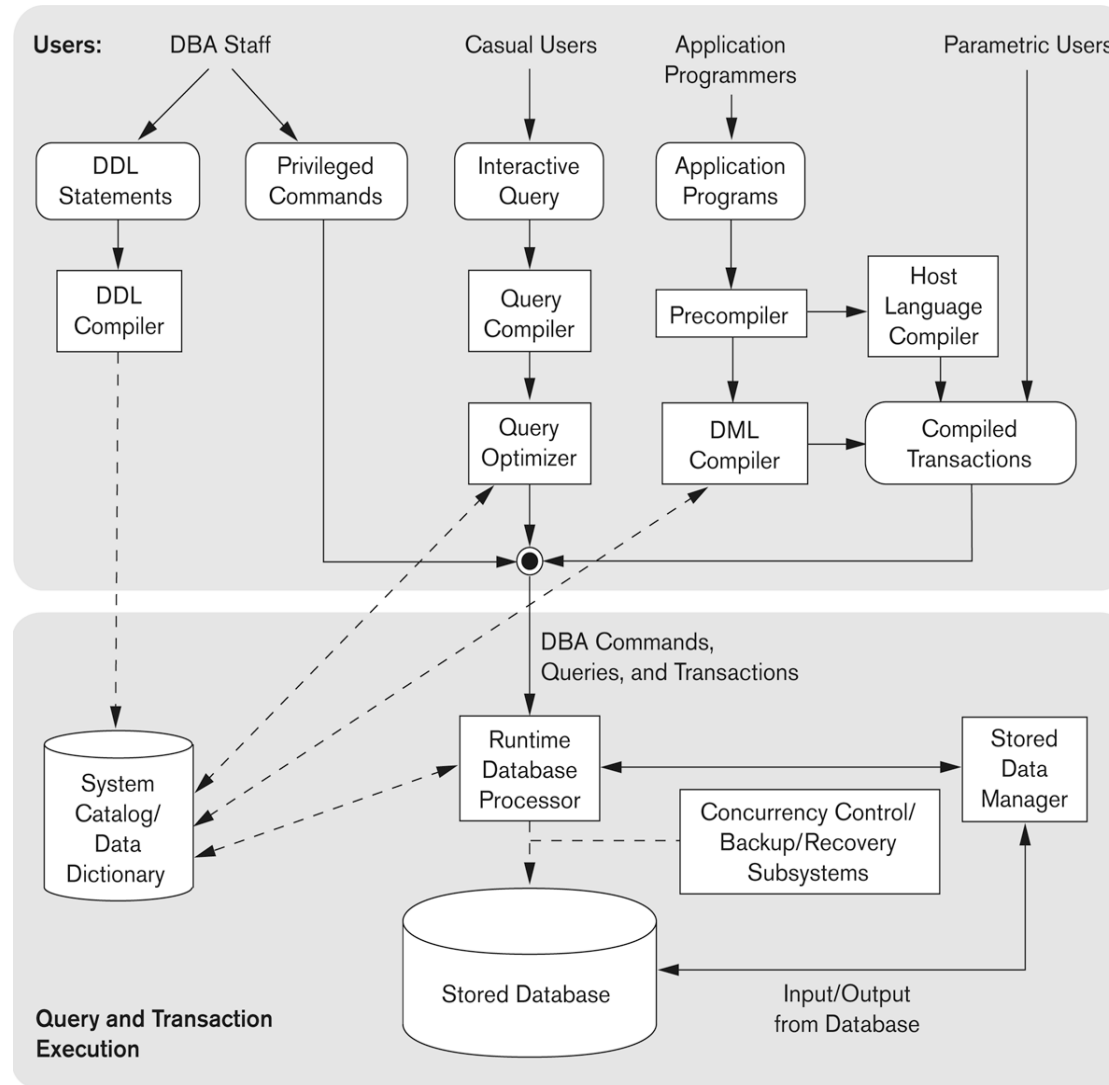 Users:
DBA Staff
Casual Users
Application
Programmers
Parametric Users
DDL
Statements
Privileged
Commands
Interactive
Query
Application
Programs
DDL
Compiler
Query
Compiler
Precompiler
Host
Language
Compiler
Query
Optimizer
DML
Compiler
Compiled
Transactions
DBA Commands,
Queries, and Transactions
System
Catalog/
Data
Dictionary
Runtime
Database
Processor
Stored
Data
Manager
Concurrency Control/
Backup/Recovery
Subsystems
Stored Database
Input/Output
from Database
Query and Transaction
Execution